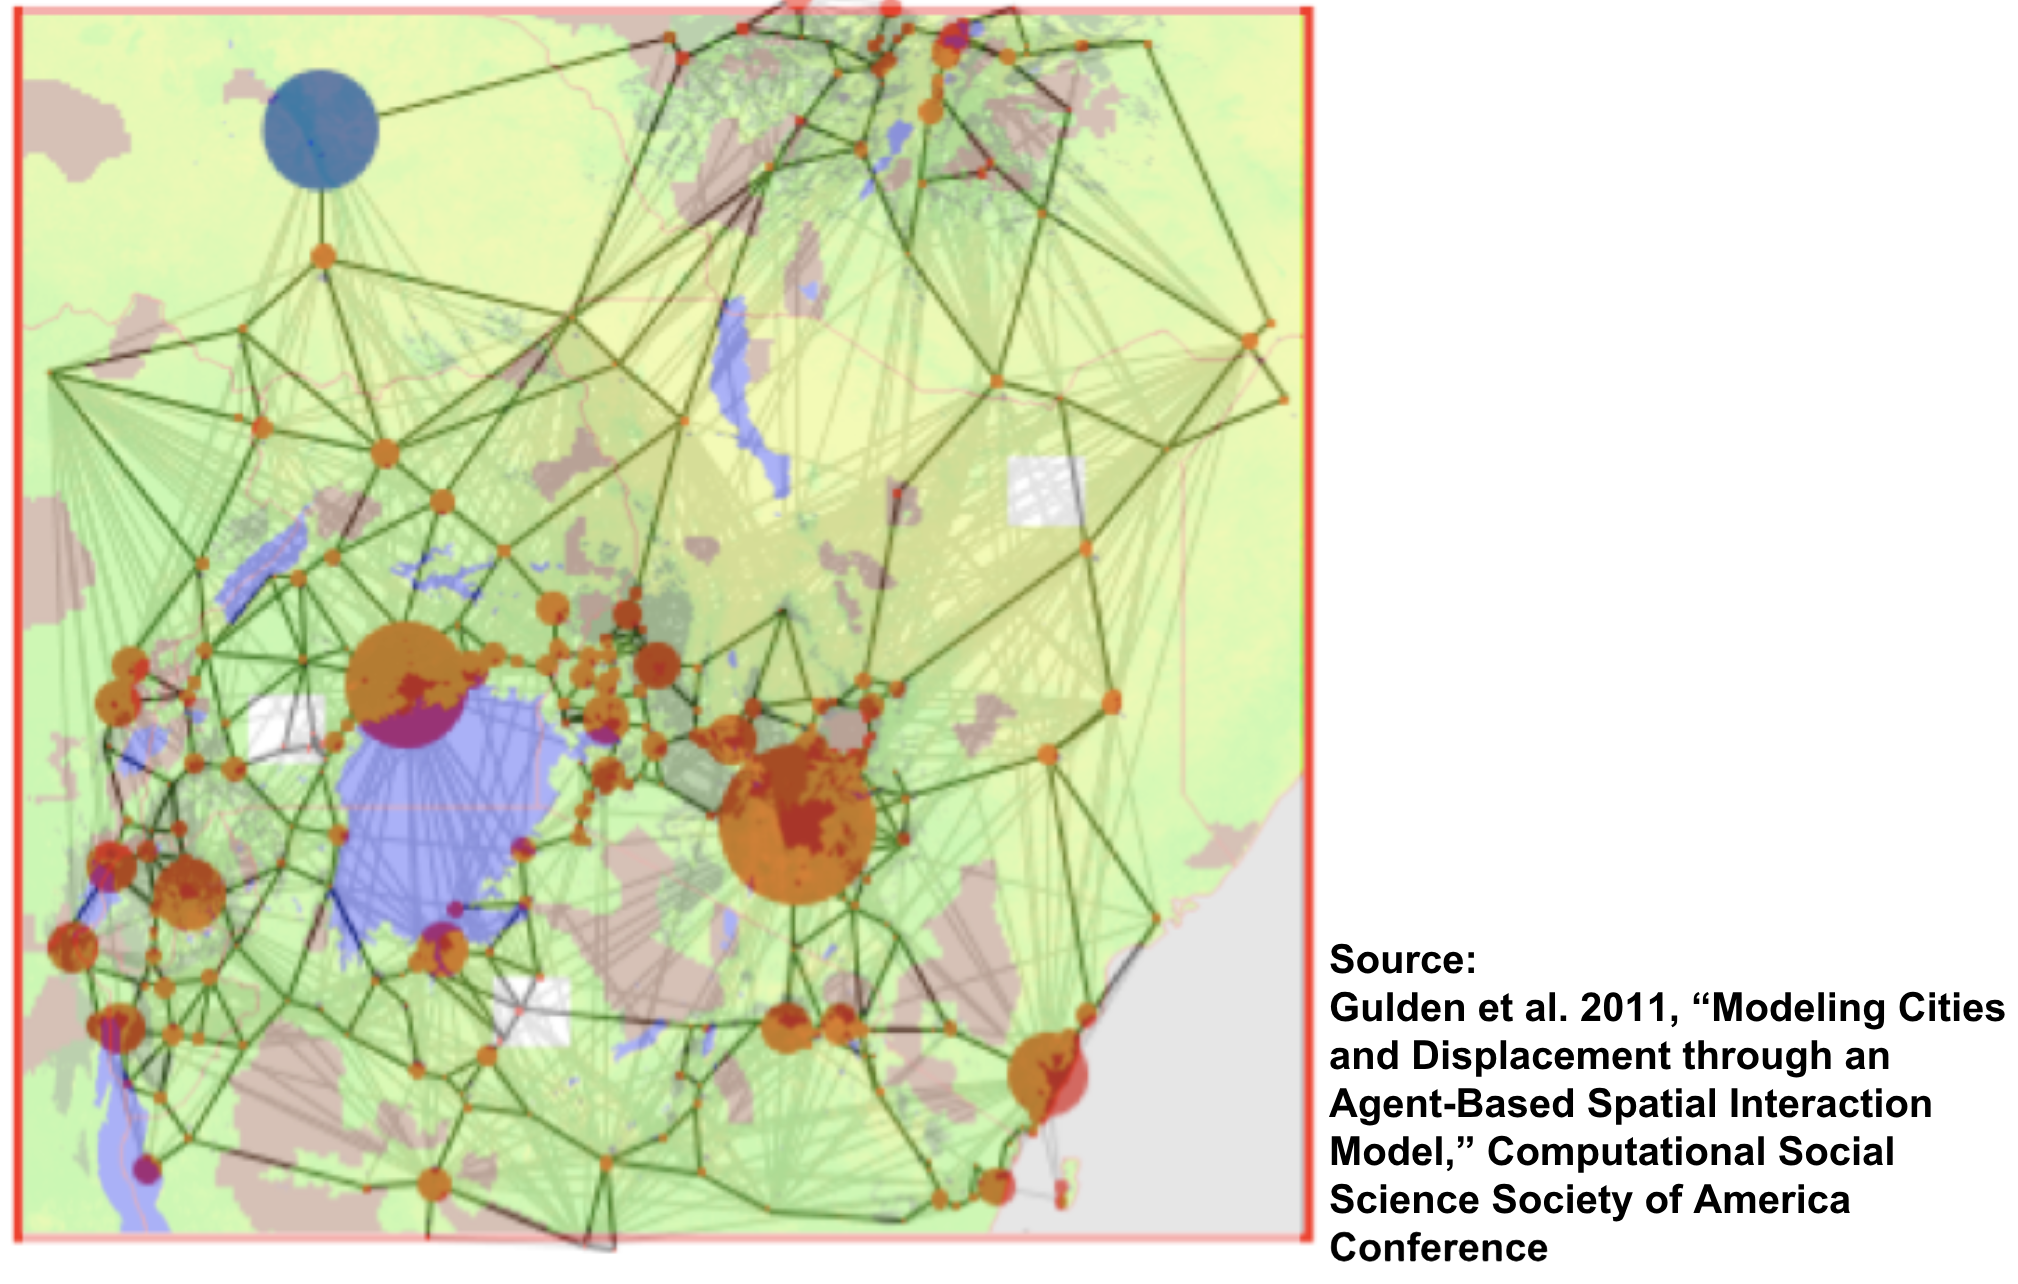 Source:
Gulden et al. 2011, “Modeling Cities
and Displacement through an
Agent-Based Spatial Interaction
Model,” Computational Social
Science Society of America
Conference